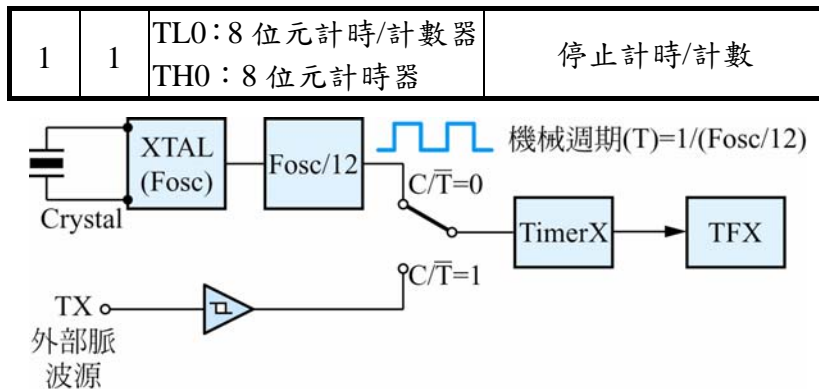 1 1 TL0：8 位元計時/計數器 停止計時/計數
TH0：8 位元計時器
機械週期(T)=1/(Fosc/12)
XTAL
(Fosc)
Fosc/12
C/T̅=0
Crystal
TimerX
TFX
C/T̅=1
TX
外部脈
波源